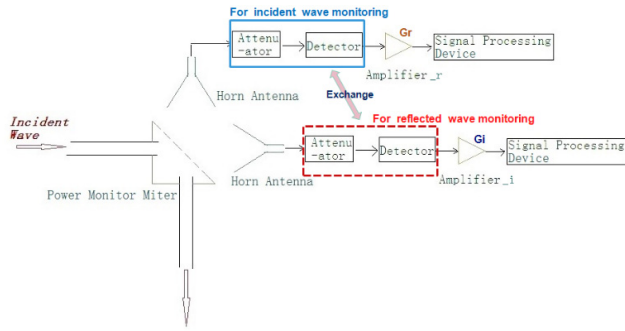 For incident wave monitoring
Attenu
-ator
Detector
Gr
Signal Processing
Device
Amplifier_r
Horn Antenna
Exchange
For reflected wave monitoring
Incident
Wave
Attenu
-ator
Detector
Gi
Signal Processing
Device
Horn Antenna
Amplifier_i
Power Monitor Miter